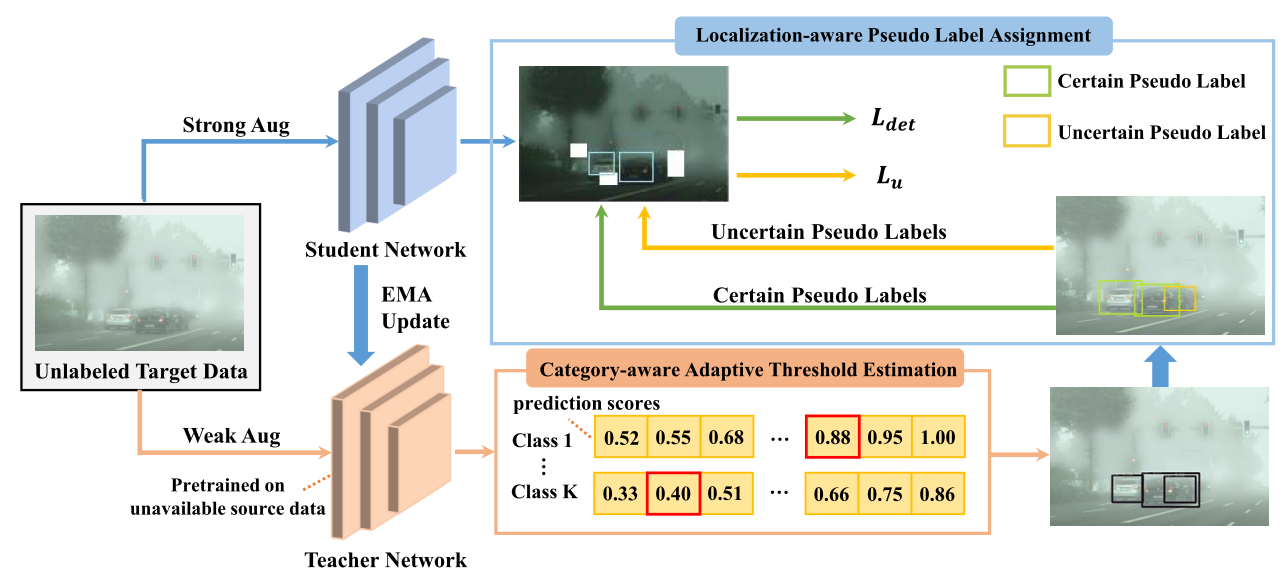 Localization-aware Pseudo Label Assignment
Certain Pseudo Label
Uncertain Pseudo Label
Strong Aug
L_det
L_u
Student Network
Uncertain Pseudo Labels
EMA
Update
Certain Pseudo Labels
Unlabeled Target Data
Category-aware Adaptive Threshold Estimation
prediction scores
Weak Aug
Class 1 0.52 0.55 0.68 ... 0.88 0.95 1.00
⋮
Class K 0.33 0.40 0.51 ... 0.66 0.75 0.86
Pretrained on
unavailable source data
Teacher Network